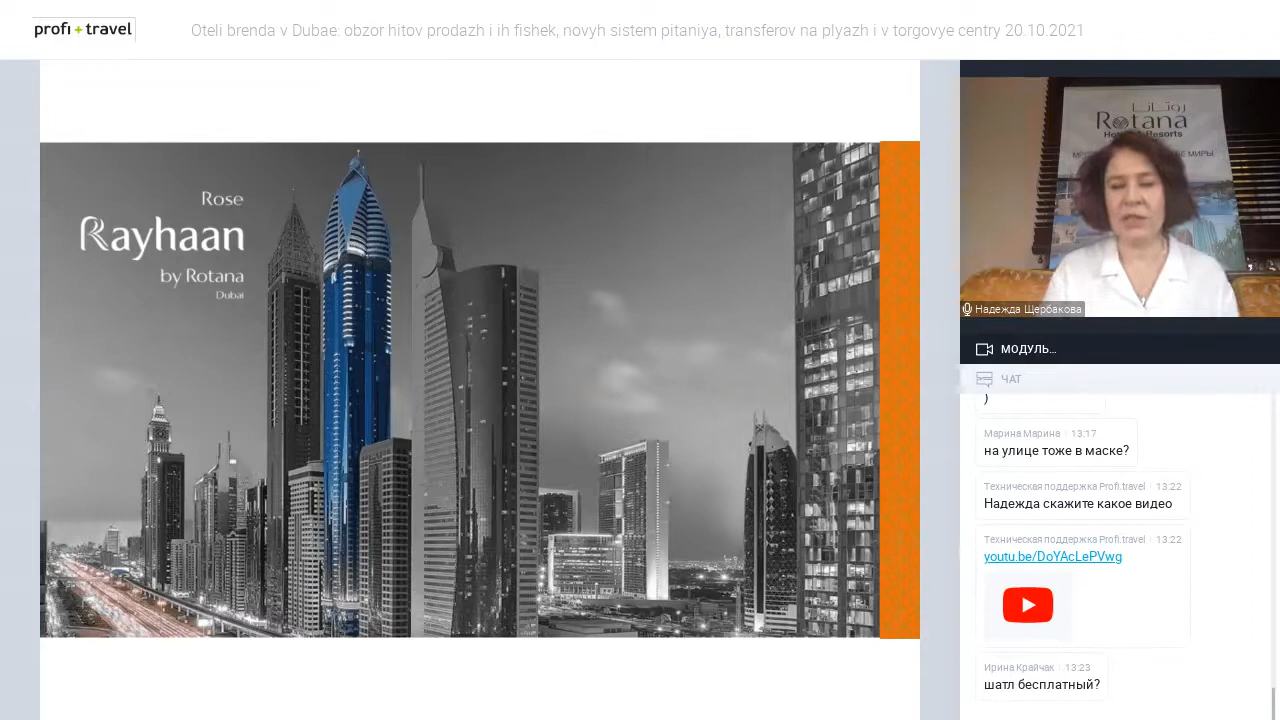 profi + travel
Oteli brenda v Dubae: obzor hitov prodazh i ih fishek, novyh sistem pitaniya, transferov na plyazh i v torgovye centry 20.10.2021
Rose
Rayhaan
by Rotana
Dubai
روتانا
Rotana
Надежда Щербакова
МОДУЛЬ...
ЧАТ
)
Марина Марина 13:17
на улице тоже в маске?
Техническая поддержка Profi.travel 13:22
Надежда скажите какое видео
Техническая поддержка Profi.travel 13:22
youtu.be/DoYAcLePVwg
Ирина Крайчак 13:23
шатл бесплатный?